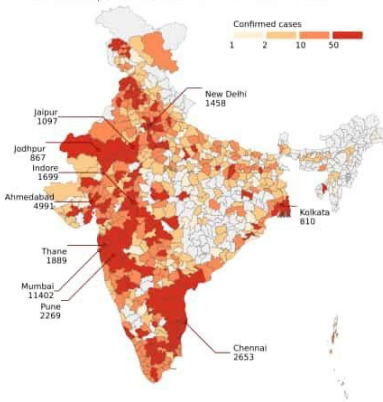 Confirmed cases
1 2 10 50
New Delhi
1458
Jaipur
1097
Jodhpur
867
Indore
1699
Ahmedabad
4991
Kolkata
810
Thane
1889
Mumbai
11402
Pune
2269
Chennai
2653